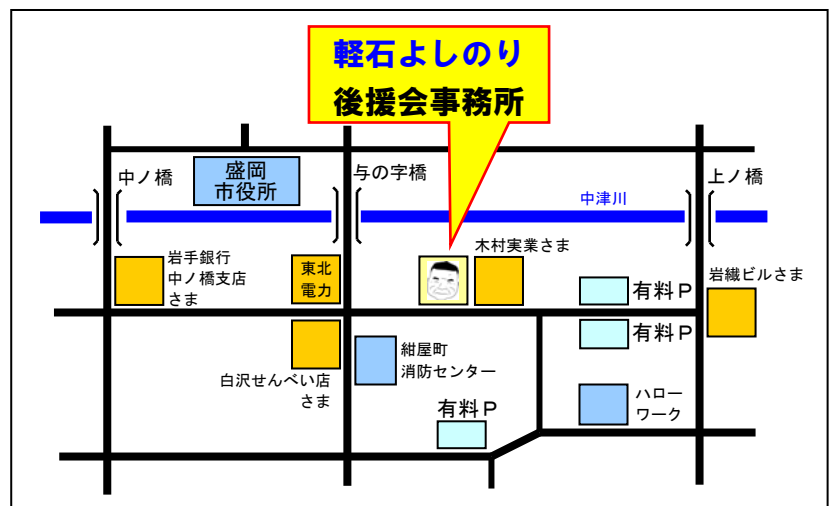 軽石よしのり
後援会事務所
中ノ橋
盛岡
市役所
与の字橋
上ノ橋
中津川
岩手銀行
中ノ橋支店
さま
東北
電力
木村実業さま
有料Ｐ
岩繊ビルさま
有料Ｐ
白沢せんべい店
さま
紺屋町
消防センター
有料Ｐ
ハロー
ワーク